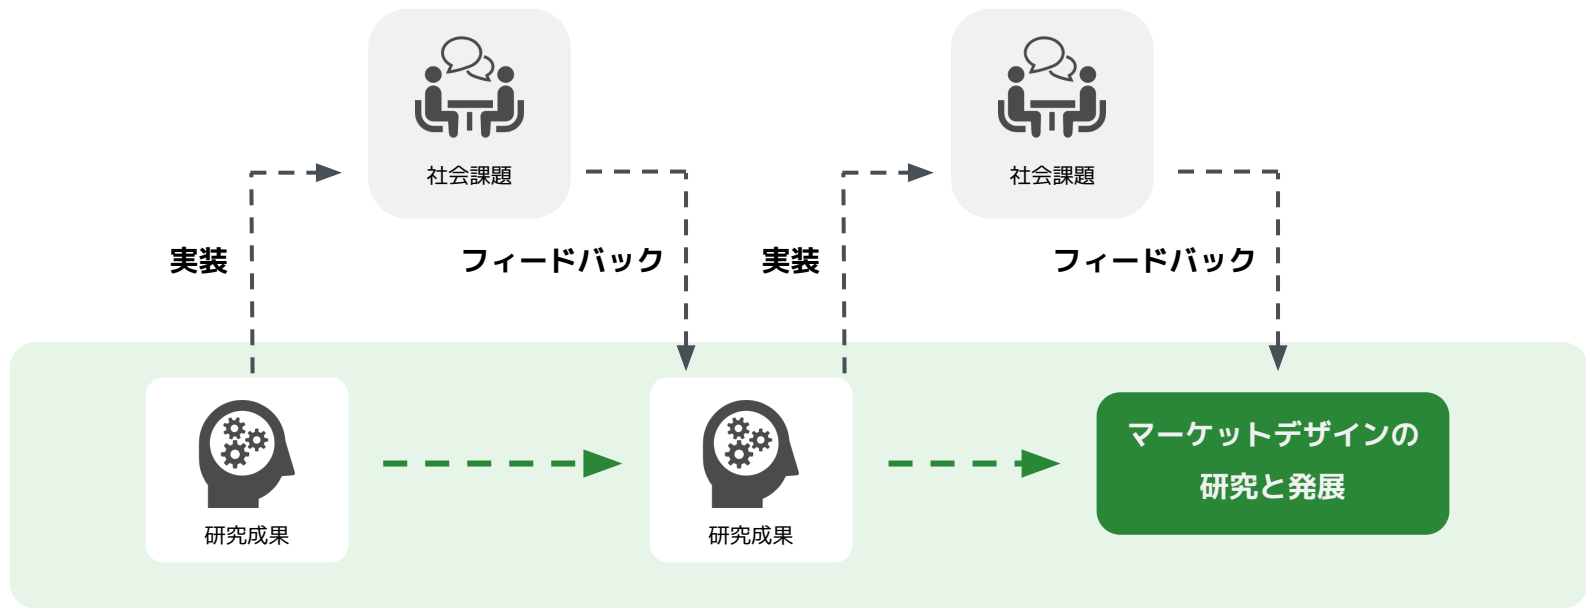 社会課題
社会課題
実装
フィードバック
実装
フィードバック
研究成果
研究成果
マーケットデザインの
研究と発展